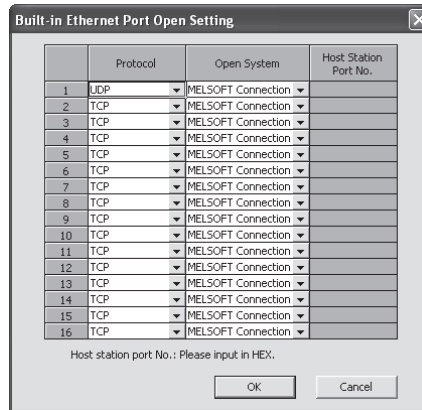 Built-in Ethernet Port Open Setting
Protocol Open System Host Station Port No.
1 UDP MELSOFT Connection
2 TCP MELSOFT Connection
3 TCP MELSOFT Connection
4 TCP MELSOFT Connection
5 TCP MELSOFT Connection
6 TCP MELSOFT Connection
7 TCP MELSOFT Connection
8 TCP MELSOFT Connection
9 TCP MELSOFT Connection
10 TCP MELSOFT Connection
11 TCP MELSOFT Connection
12 TCP MELSOFT Connection
13 TCP MELSOFT Connection
14 TCP MELSOFT Connection
15 TCP MELSOFT Connection
16 TCP MELSOFT Connection
Host station port No.: Please input in HEX.
OK Cancel